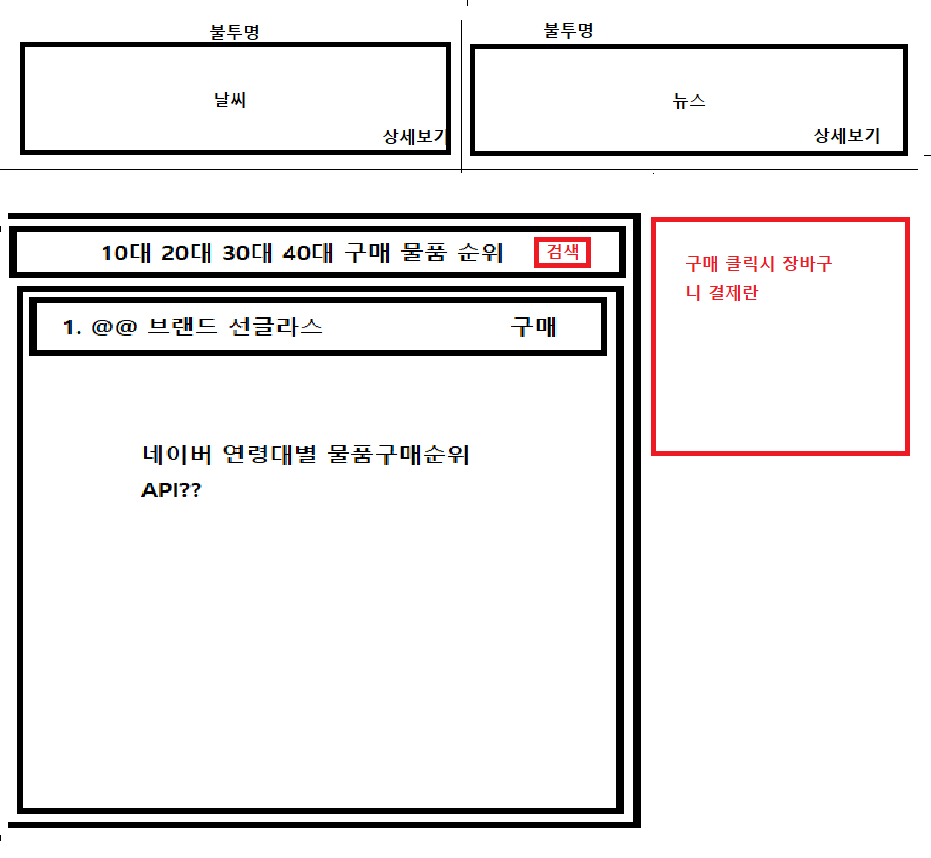 불투명
불투명
날씨
상세보기
뉴스
상세보기
10대 20대 30대 40대 구매 물품 순위
검색
1. @@ 브랜드 선글라스
구매
네이버 연령대별 물품구매순위
API??
구매 클릭시 장바구
니 결제란